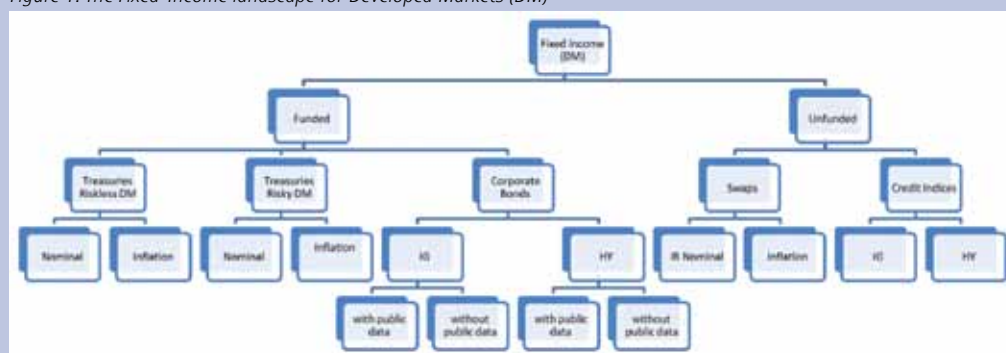 Figure 1: The Fixed-Income landscape for Developed Markets (DM)
Fixed Income
(DM)
Funded
Unfunded
Treasuries
Riskless DM
Treasuries
Risky DM
Corporate
Bonds
Swaps
Credit Indices
Nominal
Inflation
Nominal
Inflation
IG
HY
IR Nominal
Inflation
IG
HY
with public
data
without
public data
with public
data
without
public data